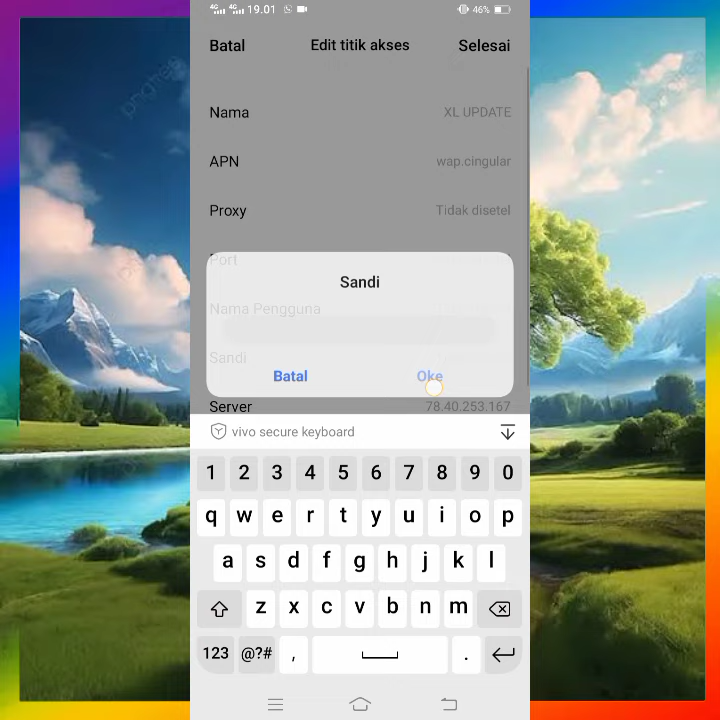 4G 4G 19.01 46%
Batal Edit titik akses Selesai
Nama XL UPDATE
APN wap.cingular
Proxy Tidak disetel
Port
Sandi
Nama Pengguna
Sandi
Batal Oke
Server 78.40.253.167
vivo secure keyboard
1 2 3 4 5 6 7 8 9 0
q w e r t y u i o p
a s d f g h j k l
z x c v b n m
123 @?# , .